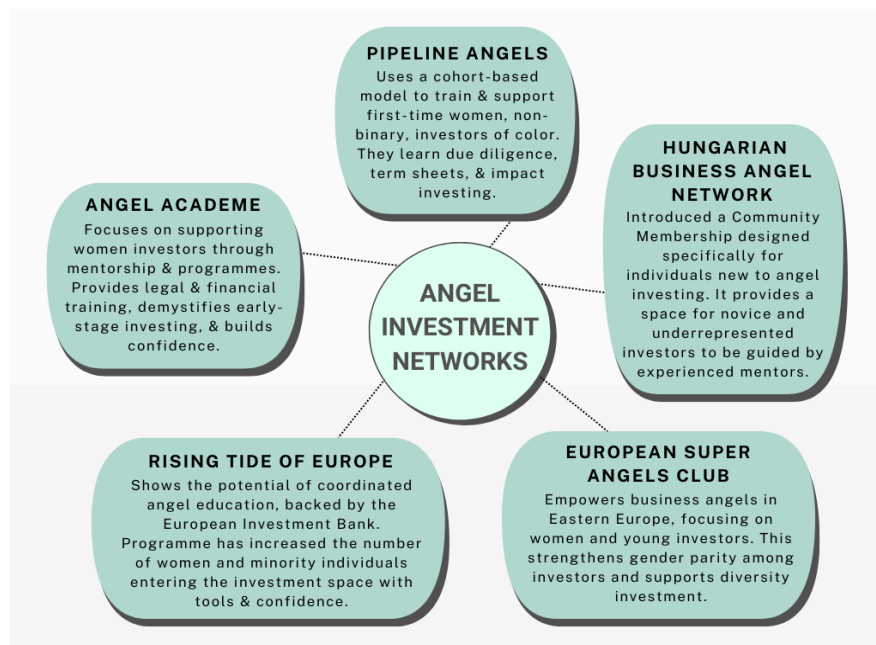 PIPELINE ANGELS
Uses a cohort-based
model to train & support
first-time women, non-
binary, investors of color.
They learn due diligence,
term sheets, & impact
investing.
HUNGARIAN
BUSINESS ANGEL
NETWORK
Introduced a Community
Membership designed
specifically for
individuals new to angel
investing. It provides a
space for novice and
underrepresented
investors to be guided by
experienced mentors.
ANGEL ACADEME
Focuses on supporting
women investors through
mentorship & programmes.
Provides legal & financial
training, demystifies early-
stage investing, & builds
confidence.
ANGEL
INVESTMENT
NETWORKS
RISING TIDE OF EUROPE
Shows the potential of coordinated
angel education, backed by the
European Investment Bank.
Programme has increased the number
of women and minority individuals
entering the investment space with
tools & confidence.
EUROPEAN SUPER
ANGELS CLUB
Empowers business angels in
Eastern Europe, focusing on
women and young investors. This
strengthens gender parity among
investors and supports diversity
investment.